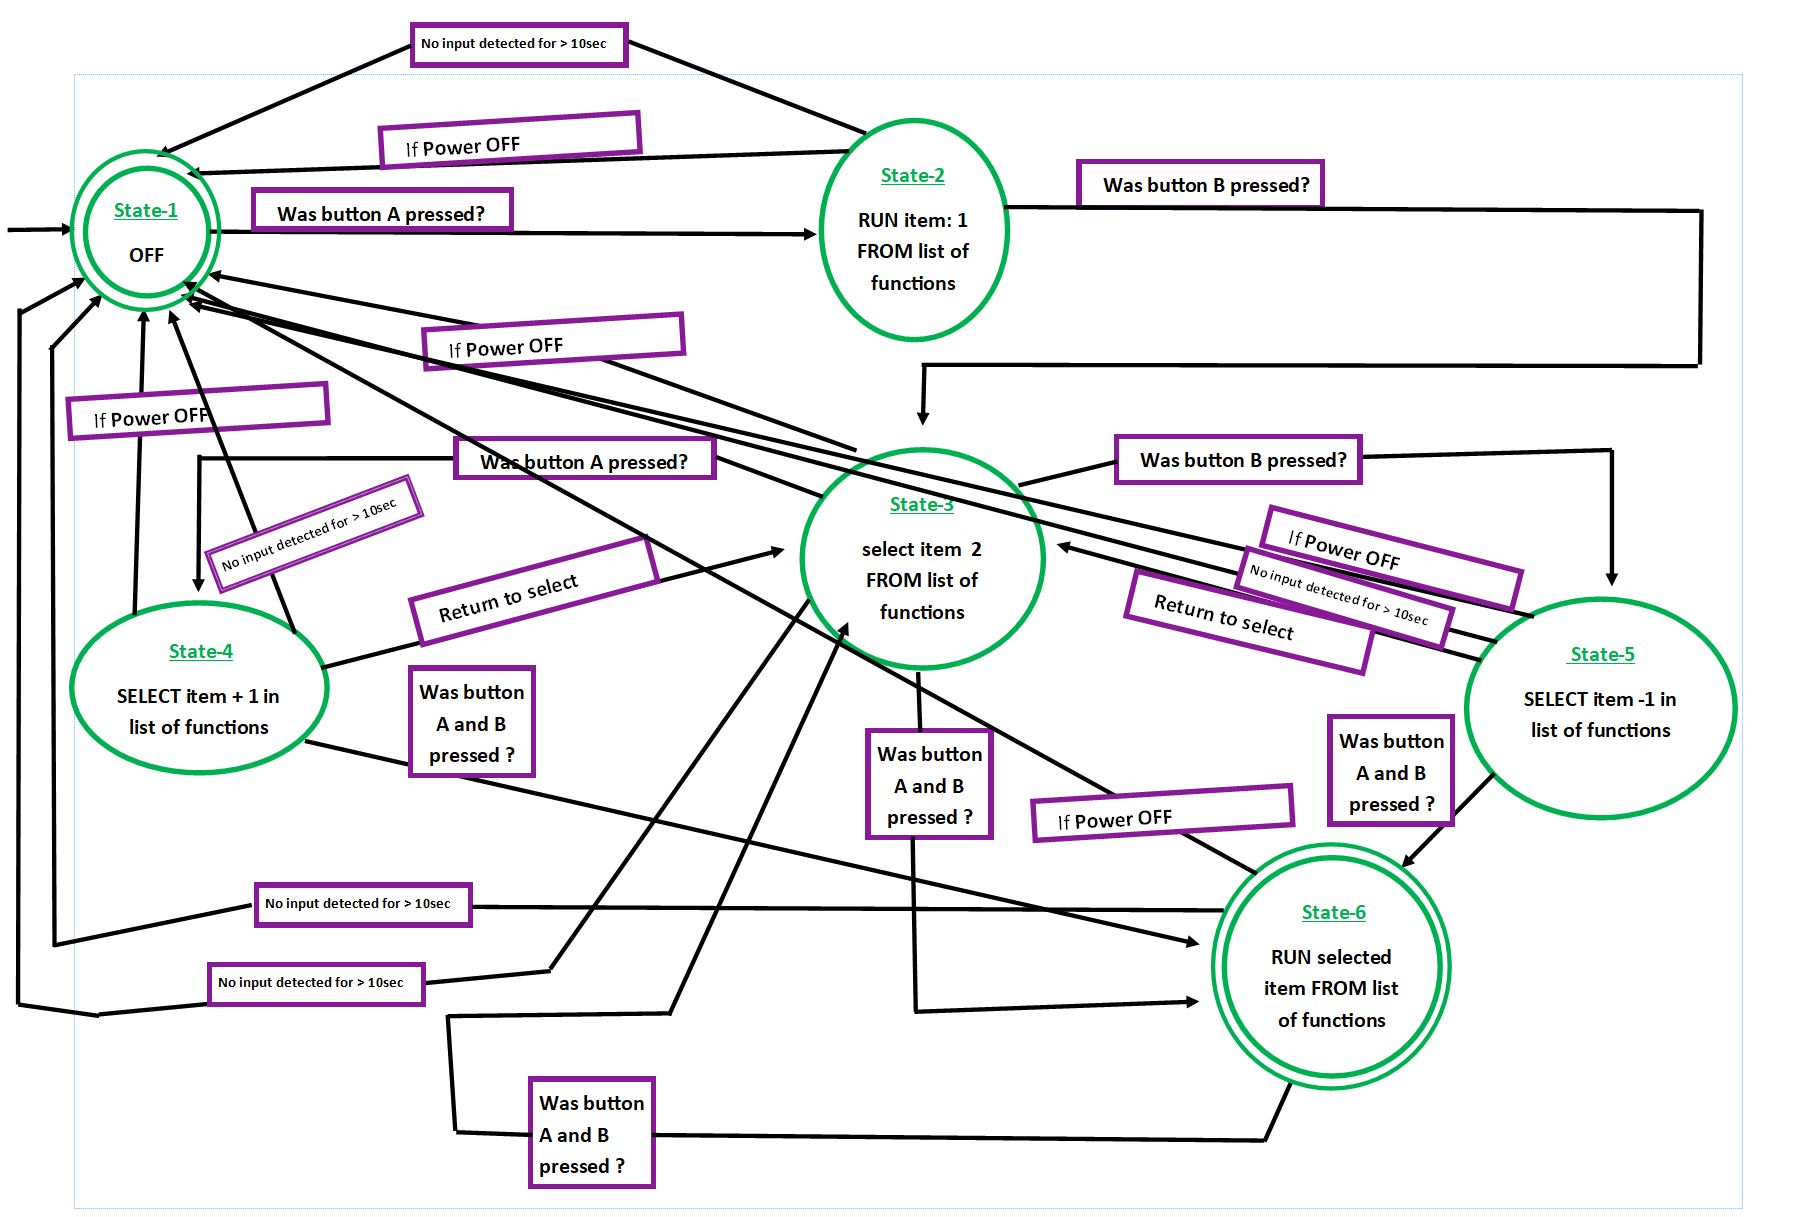 No input detected for > 10sec
If Power OFF
State-1
OFF
Was button A pressed?
State-2
RUN item: 1
FROM list of
functions
Was button B pressed?
If Power OFF
If Power OFF
Was button A pressed?
No input detected for > 10sec
State-3
select item 2
FROM list of
functions
Was button B pressed?
If Power OFF
No input detected for > 10sec
Return to select
Return to select
State-4
SELECT item + 1 in
list of functions
Was button
A and B
pressed ?
Was button
A and B
pressed ?
State-5
SELECT item -1 in
list of functions
Was button
A and B
pressed ?
If Power OFF
No input detected for > 10sec
No input detected for > 10sec
State-6
RUN selected
item FROM list
of functions
Was button
A and B
pressed ?